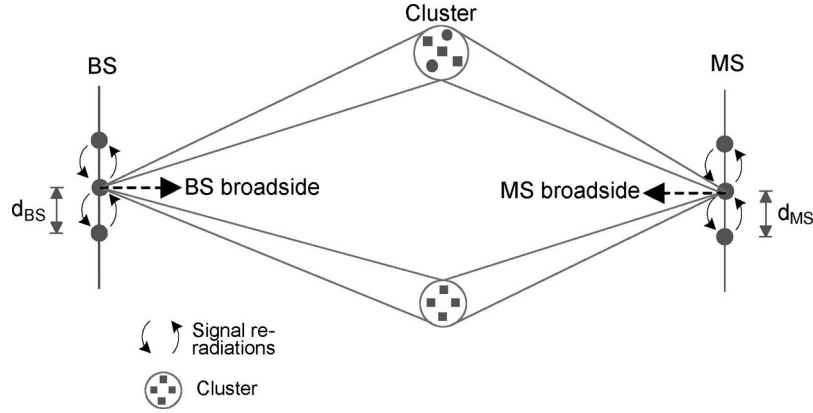 Cluster
BS
MS
BS broadside
MS broadside
dBS
dMS
Signal re-
radiations
Cluster